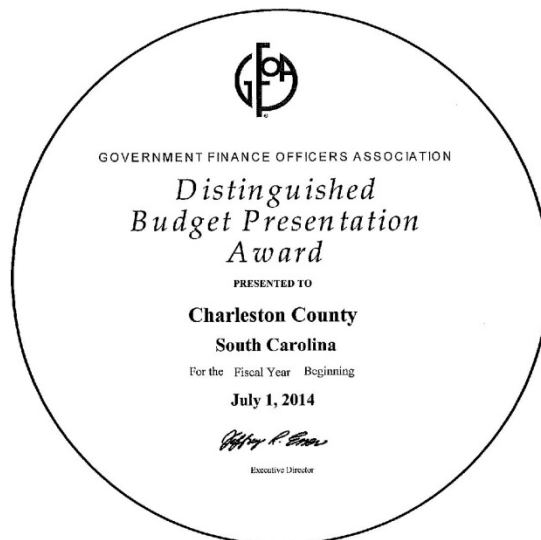 GFOA
GOVERNMENT FINANCE OFFICERS ASSOCIATION
Distinguished
Budget Presentation
Award
PRESENTED TO
Charleston County
South Carolina
For the Fiscal Year Beginning
July 1, 2014
Executive Director